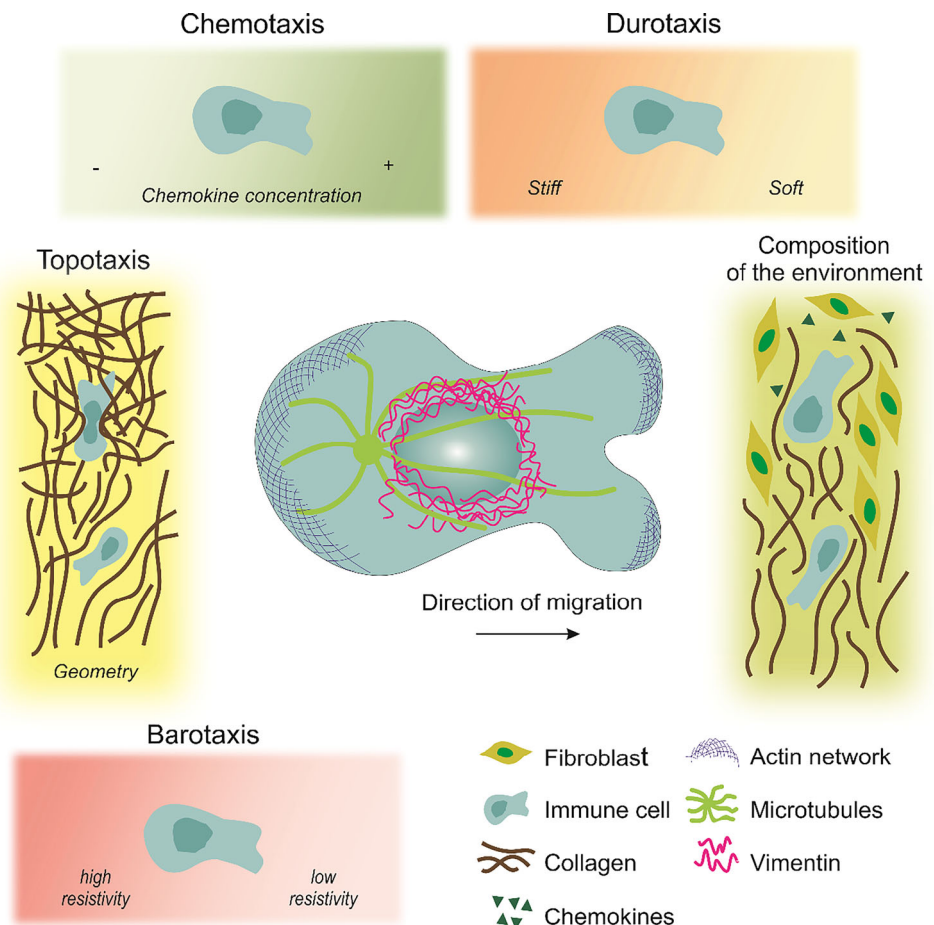 Chemotaxis
Durotaxis
-
+
Chemokine concentration
Stiff
Soft
Topotaxis
Composition
of the environment
Direction of migration
Geometry
Barotaxis
high
resistivity
low
resistivity
Fibroblast
Actin network
Immune cell
Microtubules
Collagen
Vimentin
Chemokines